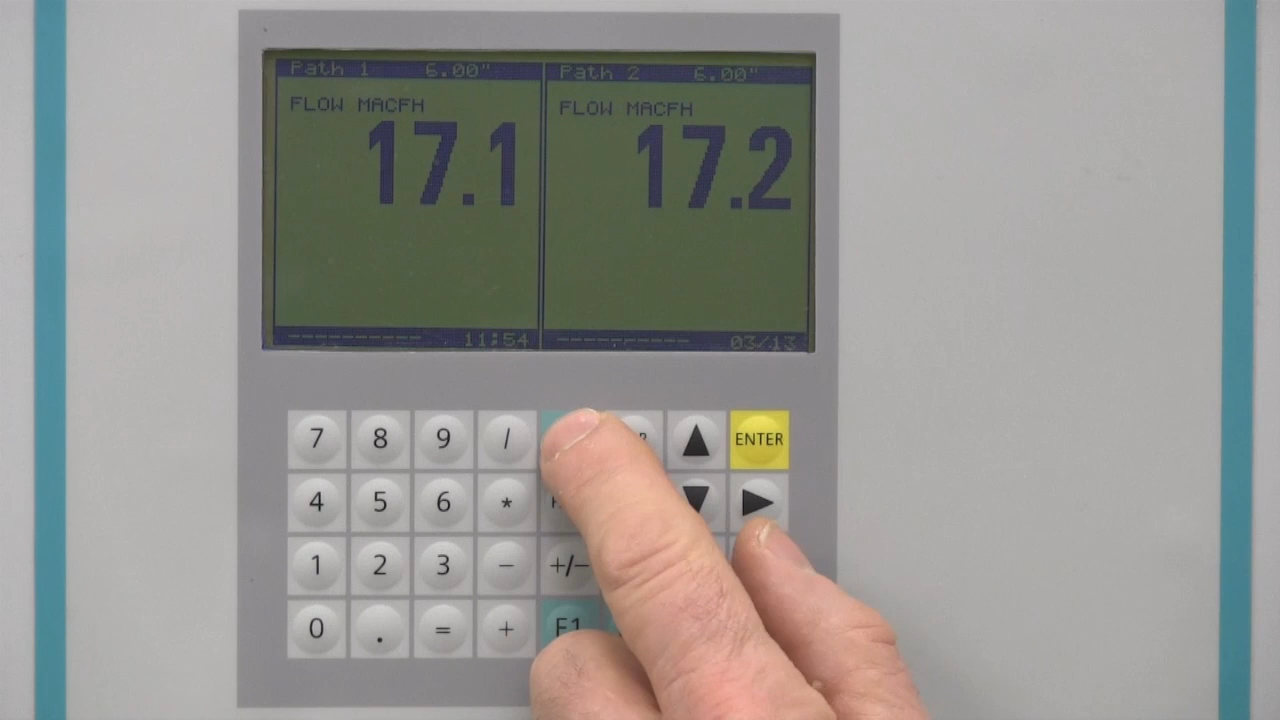 Path 1 6.00" Path 2 6.00"
FLOW MACFH FLOW MACFH
17.1 17.2
11:54 03/13
7 8 9 / ENTER
4 5 6 *
1 2 3 - +/-
0 . = + F1